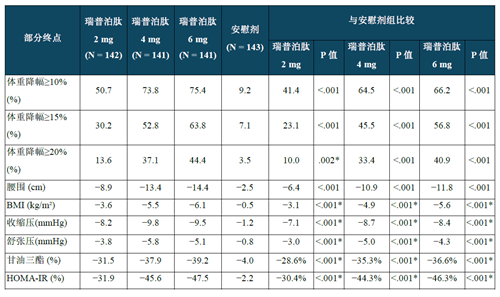 部分终点 瑞普泊肽 2 mg (N = 142) 瑞普泊肽 4 mg (N = 141) 瑞普泊肽 6 mg (N = 141) 安慰剂 (N = 143) 与安慰剂组比较
瑞普泊肽 2 mg P 值 瑞普泊肽 4 mg P 值 瑞普泊肽 6 mg P 值
体重降幅≥10% (%) 50.7 73.8 75.4 9.2 41.4 <.001 64.5 <.001 66.2 <.001
体重降幅≥15% (%) 30.2 52.8 63.8 7.1 23.1 <.001 45.5 <.001 56.8 <.001
体重降幅≥20% (%) 13.6 37.1 44.4 3.5 10.0 .002* 33.4 <.001 40.9 <.001
腰围 (cm) −8.9 −13.4 −14.4 −2.5 −6.4 <.001 −10.9 <.001 −11.8 <.001
BMI (kg/m²) −3.6 −5.5 −6.1 −0.5 −3.1 <.001* −4.9 <.001* −5.6 <.001*
收缩压(mmHg) −8.2 −9.8 −9.5 −1.2 −7.1 <.001* −8.7 <.001* −8.4 <.001*
舒张压(mmHg) −3.8 −5.8 −5.1 −0.8 −3.0 <.001* −5.0 <.001* −4.3 <.001*
甘油三酯 (%) −31.5 −37.9 −39.2 −4.0 −28.6% <.001* −35.3% <.001* −36.6% <.001*
HOMA-IR (%) −31.9 −45.6 −47.5 −2.2 −30.4% <.001* −44.3% <.001* −46.3% <.001*